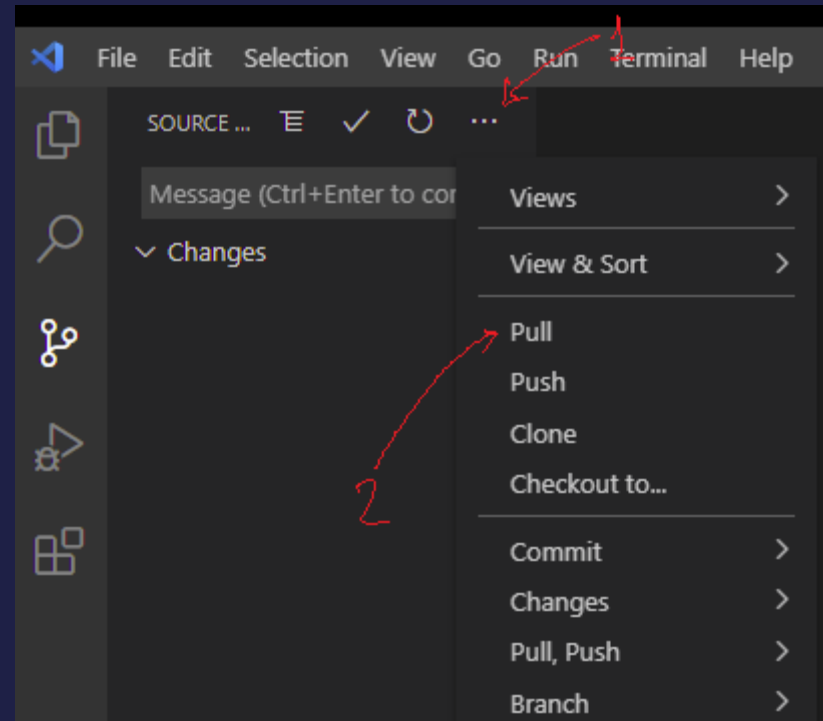 File Edit Selection View Go Run Terminal Help
1
SOURCE ...
Message (Ctrl+Enter to cor
Changes
Views
View & Sort
Pull
Push
Clone
Checkout to...
2
Commit
Changes
Pull, Push
Branch